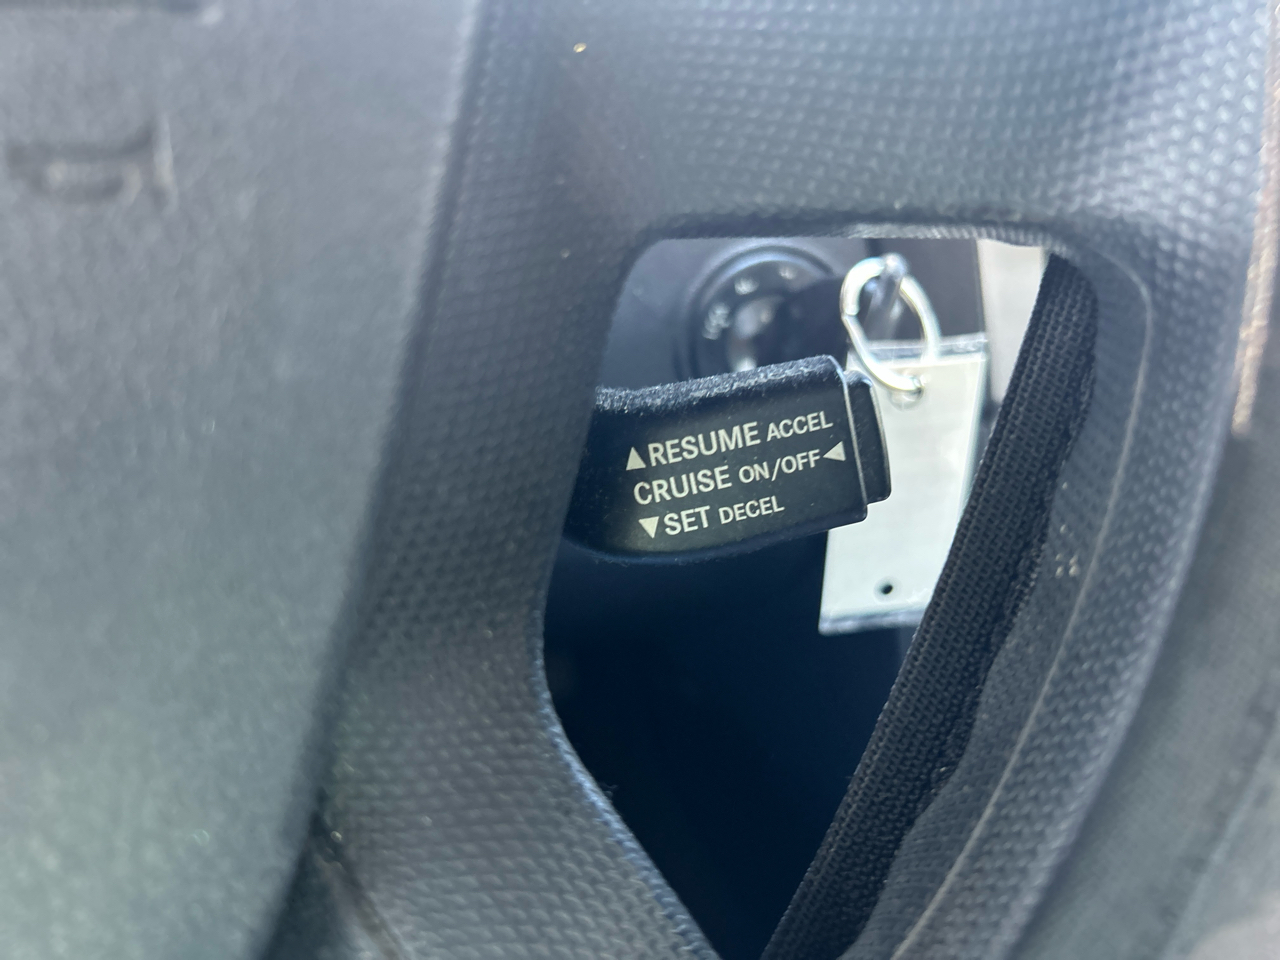 ▲RESUME ACCEL
CRUISE ON/OFF◀
▼SET DECEL